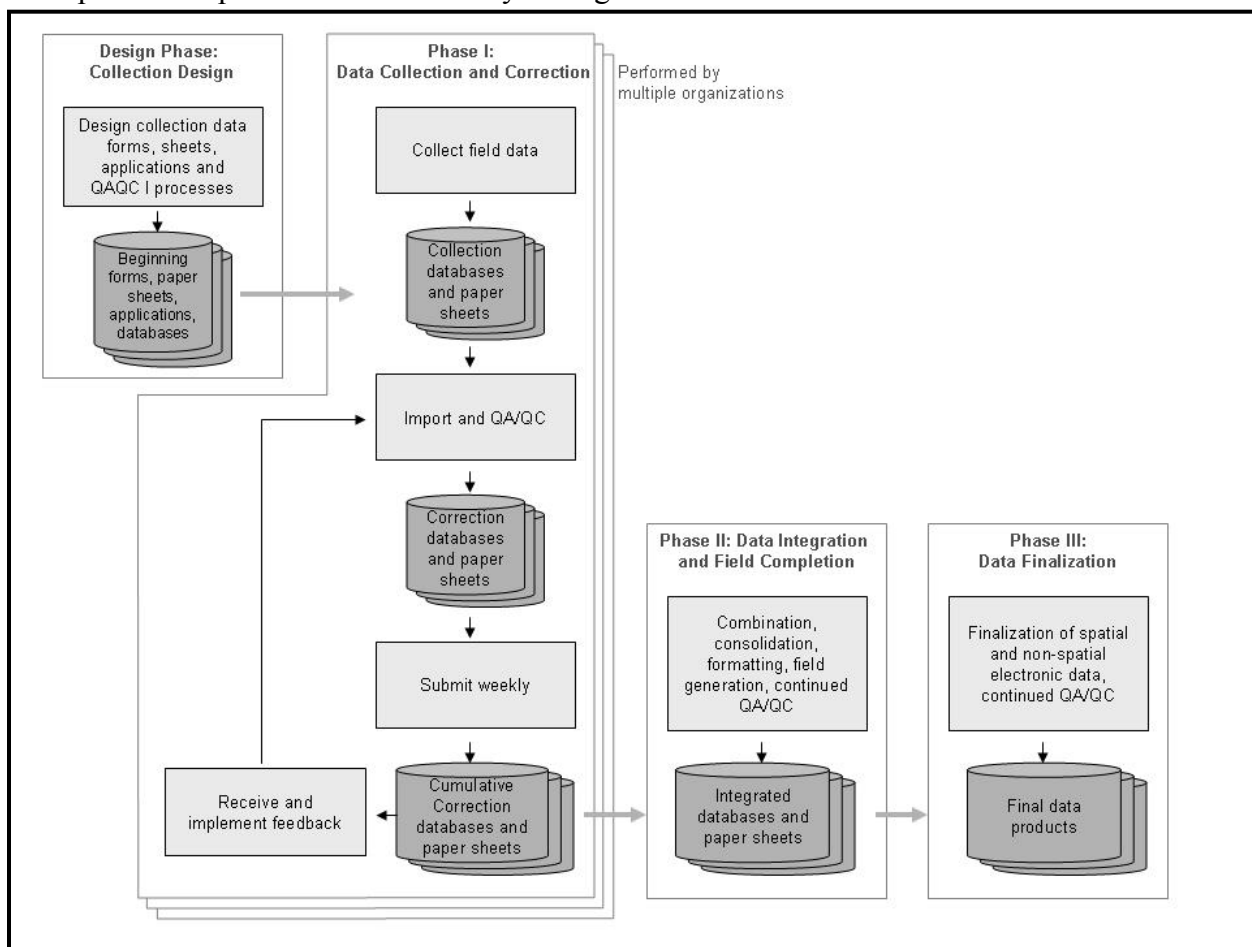 Design Phase:
Collection Design
Design collection data
forms, sheets,
applications and
QAQC I processes
Beginning
forms, paper
sheets,
applications,
databases
Phase I:
Data Collection and Correction
Performed by
multiple organizations
Collect field data
Collection
databases
and paper
sheets
Import and QA/QC
Correction
databases
and paper
sheets
Submit weekly
Cumulative
Correction
databases and
paper sheets
Receive and
implement feedback
Phase II: Data Integration
and Field Completion
Combination,
consolidation,
formatting, field
generation, continued
QA/QC
Integrated
databases and
paper sheets
Phase III:
Data Finalization
Finalization of spatial
and non-spatial
electronic data,
continued QA/QC
Final data
products